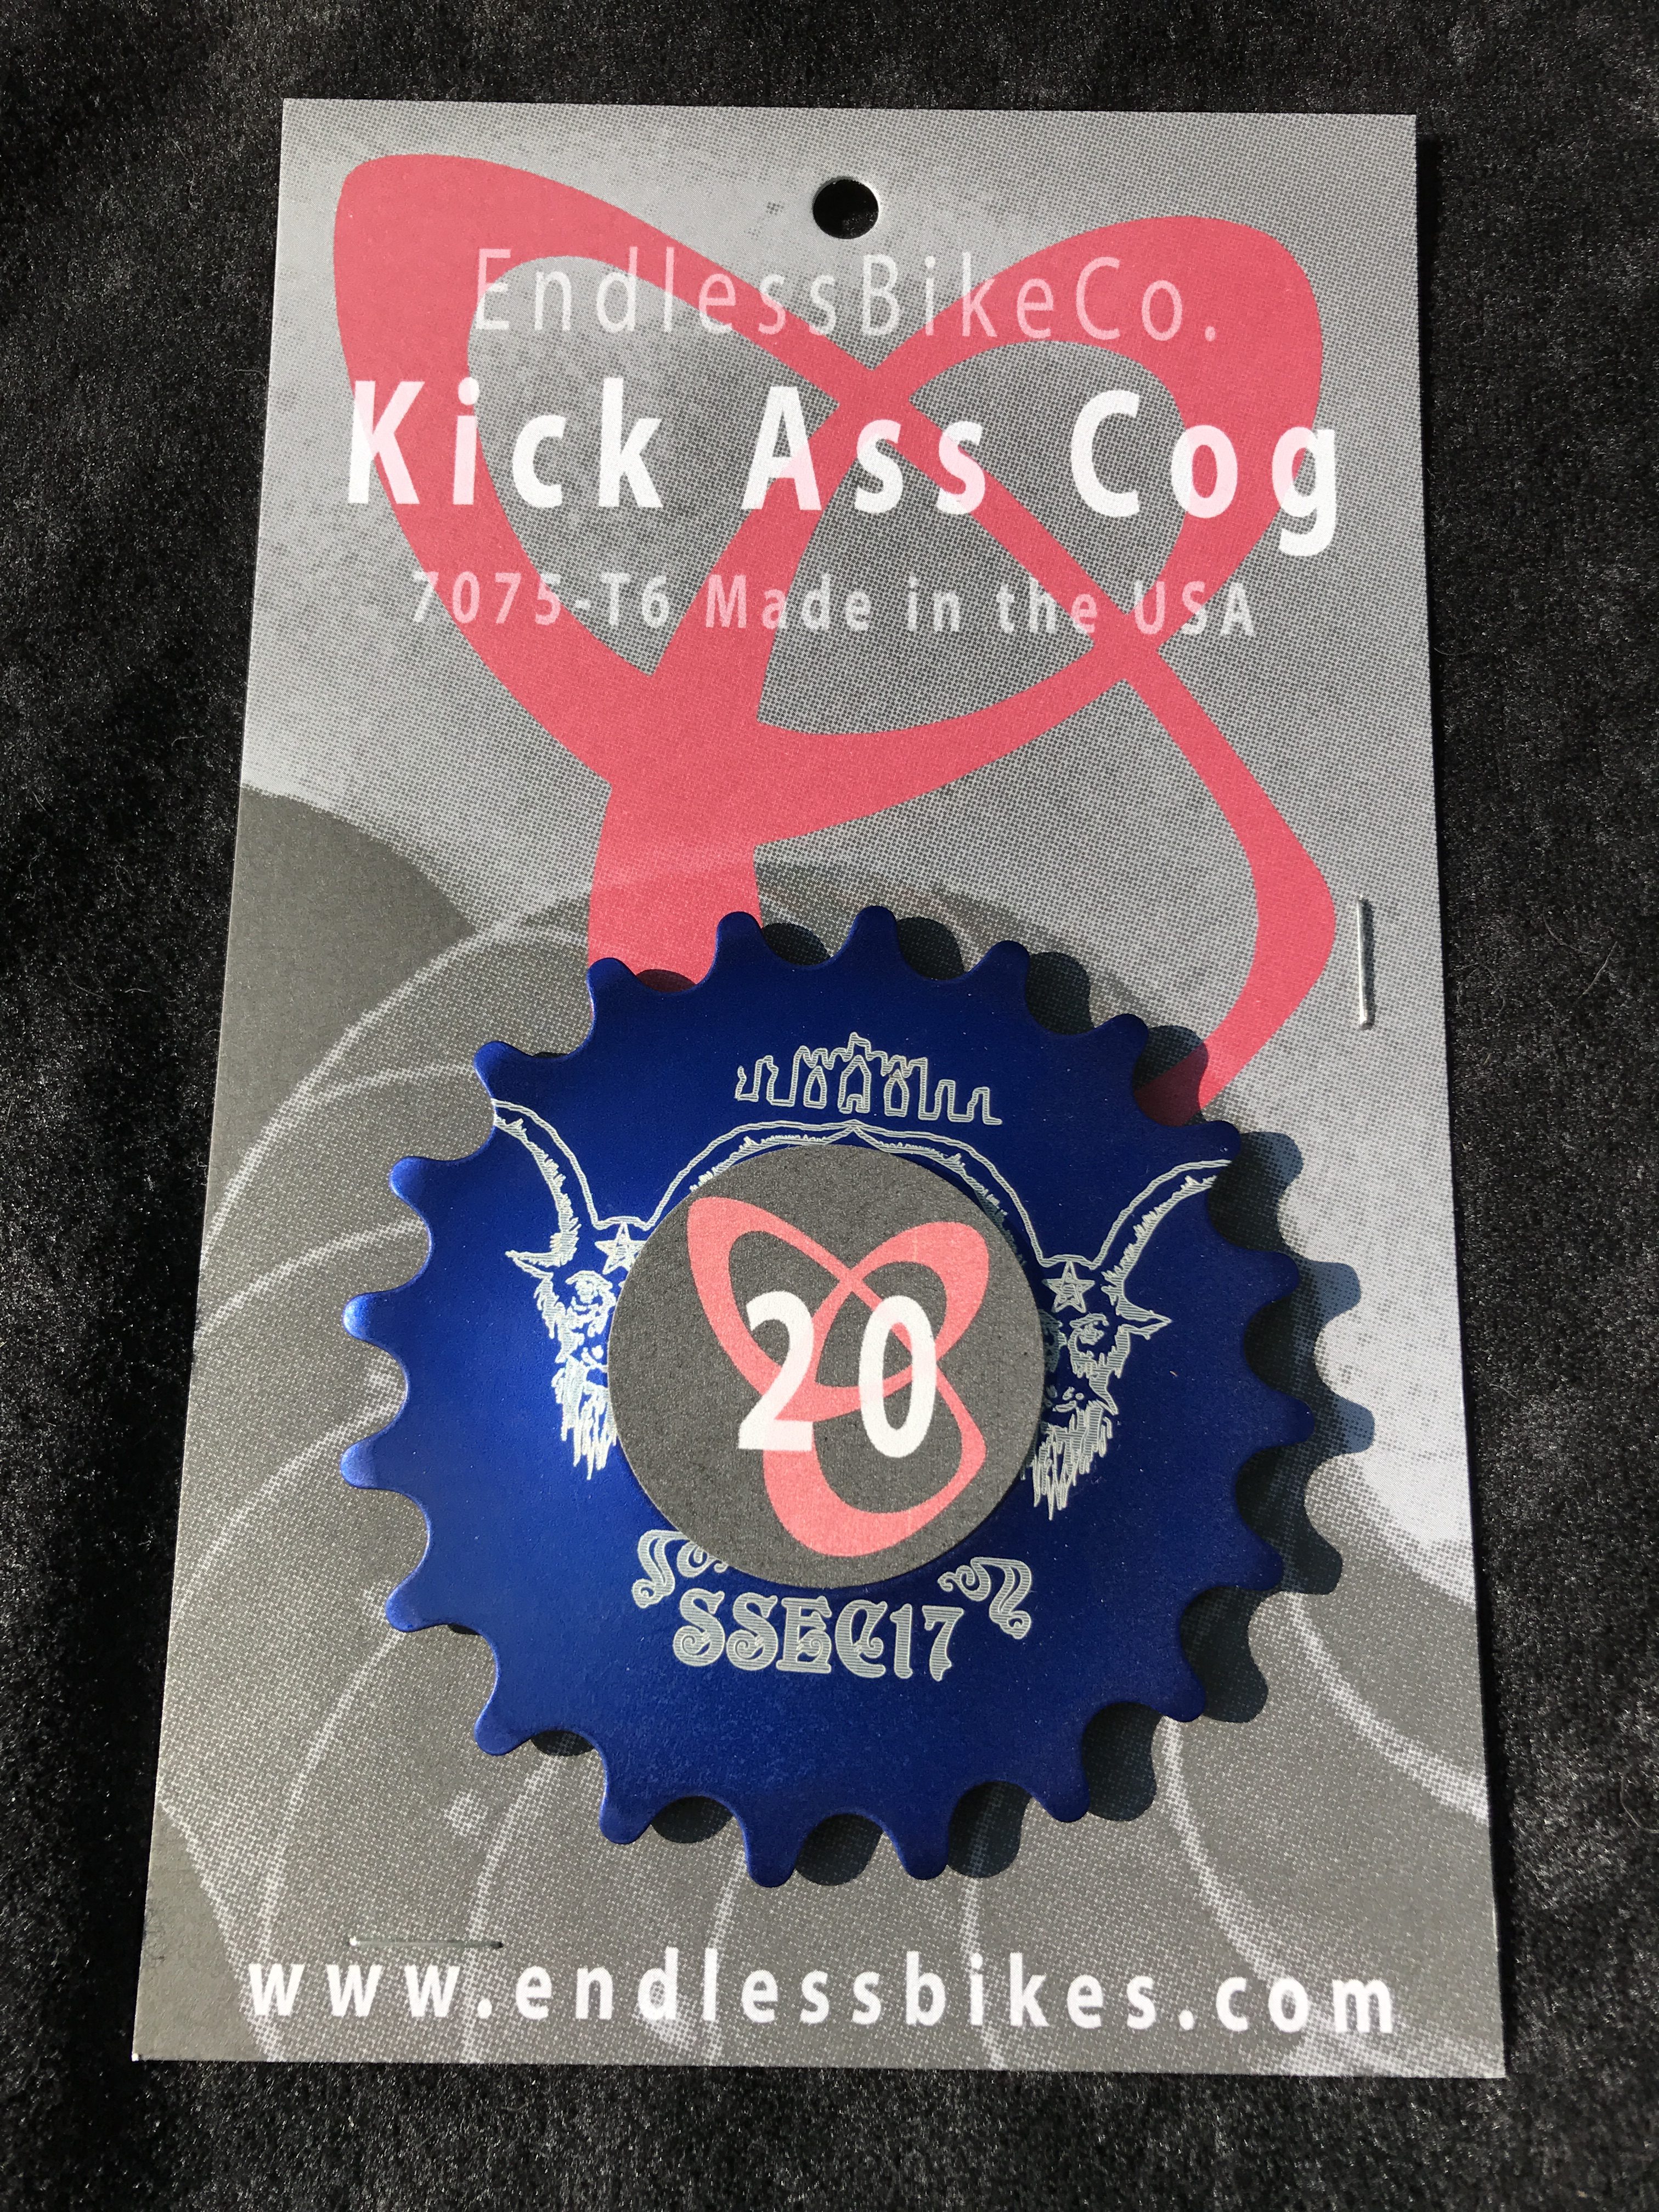 EndlessBikeCo.
Kick Ass Cog
7075-T6 Made in the USA
20
SSEC17
www.endlessbikes.com